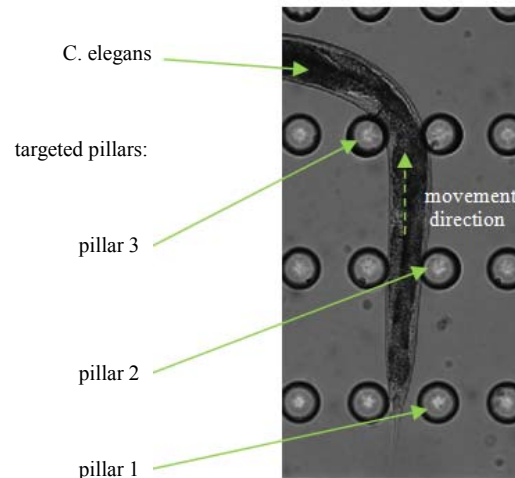 C. elegans
targeted pillars:
movement
direction
pillar 3
pillar 2
pillar 1